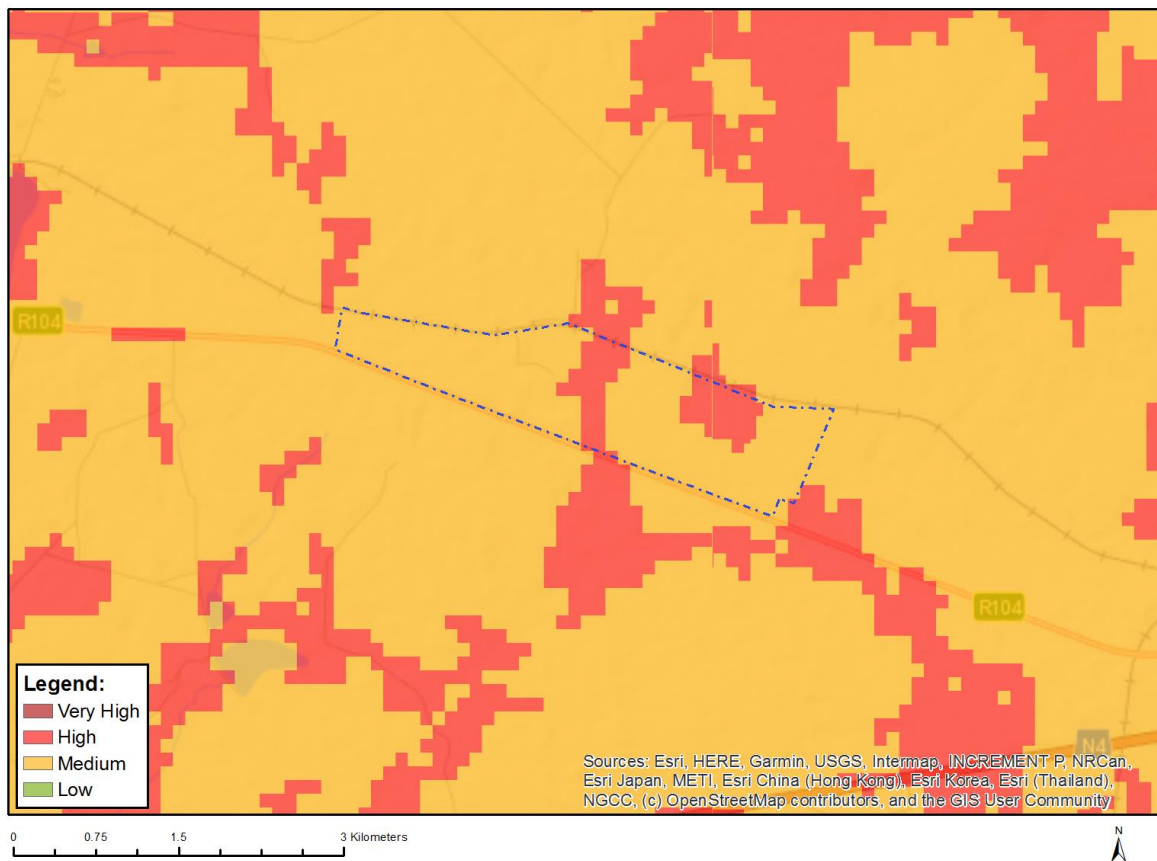 R104
R104
N4
Legend:
Very High
High
Medium
Low
Sources: Esri, HERE, Garmin, USGS, Intermap, INCREMENT P, NRCan,
Esri Japan, METI, Esri China (Hong Kong), Esri Korea, Esri (Thailand),
NGCC, (c) OpenStreetMap contributors, and the GIS User Community
0 0.75 1.5 3 Kilometers
N